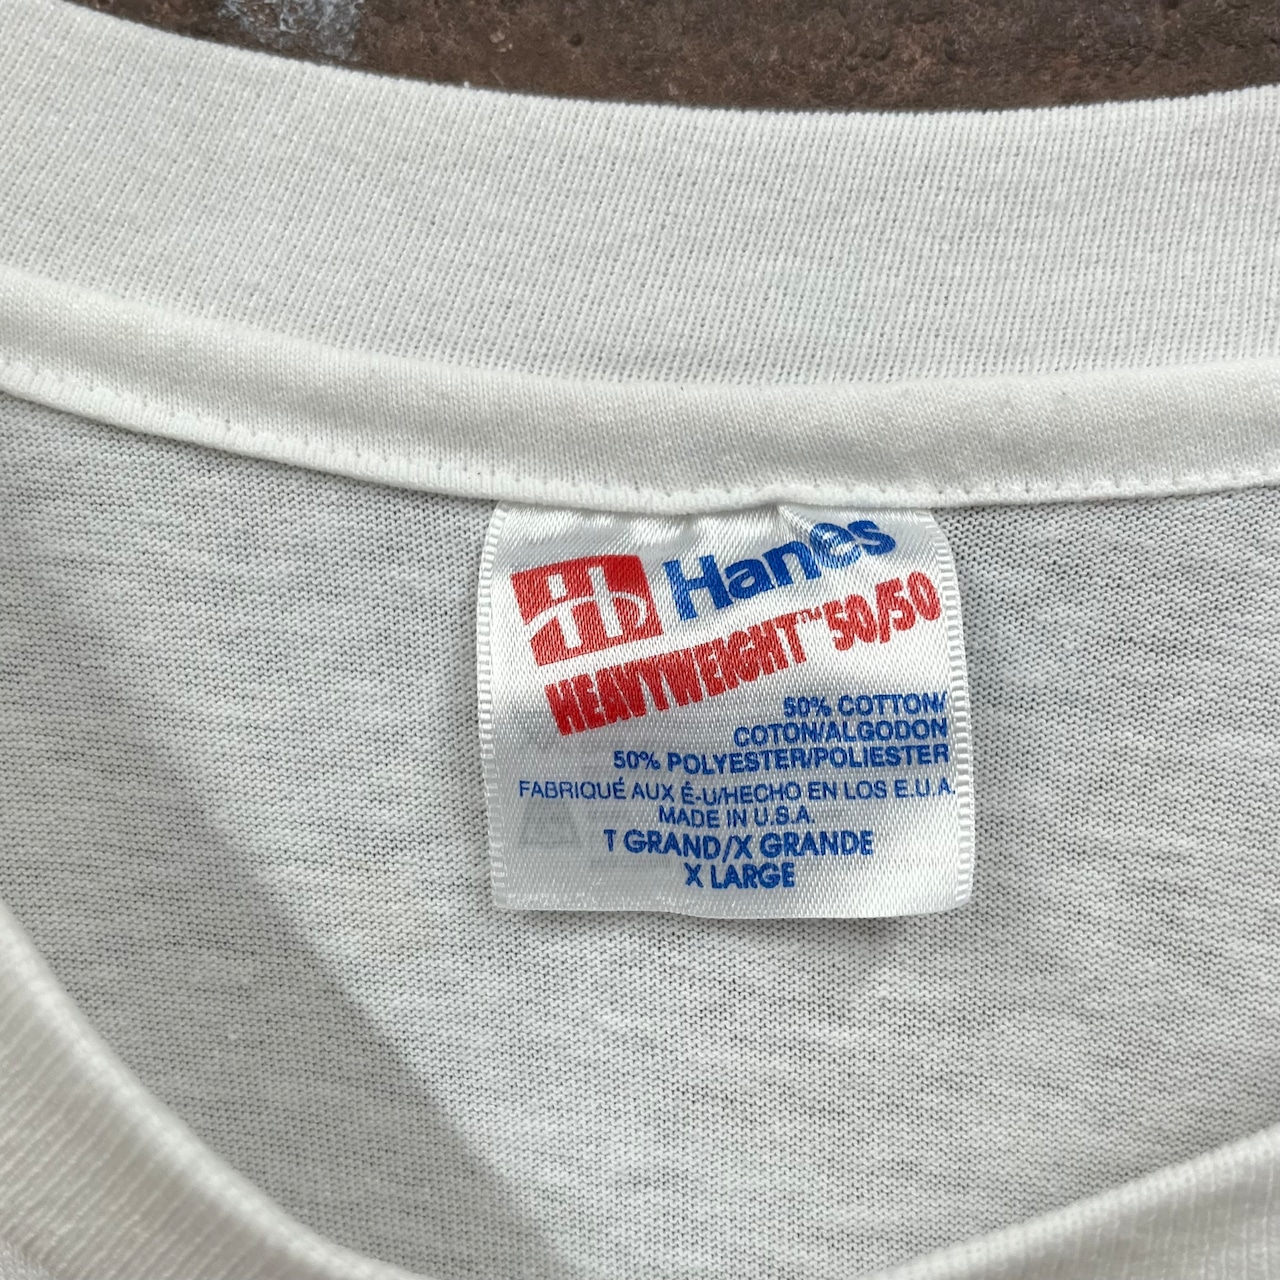 Hanes
HEAVYWEIGHT™ 50/50
50% COTTON/
COTON/ALGODON
50% POLYESTER/POLIESTER
FABRIQUÉ AUX É-U/HECHO EN LOS E.U.A.
MADE IN U.S.A.
T GRAND/X GRANDE
X LARGE